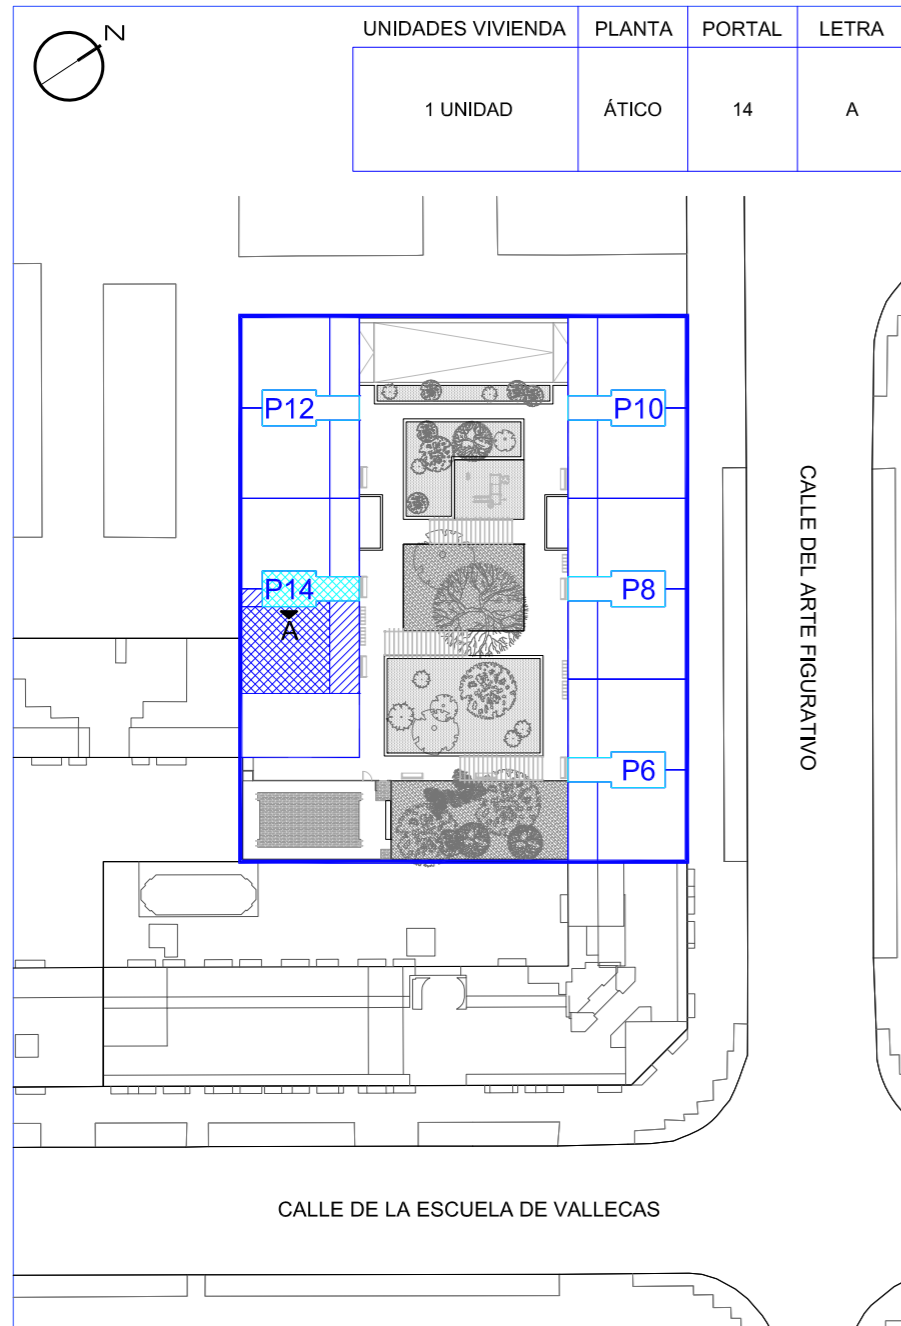 N
UNIDADES VIVIENDA PLANTA PORTAL LETRA
1 UNIDAD ÁTICO 14 A
P12 P10
P14 P8
A
P6
CALLE DEL ARTE FIGURATIVO
CALLE DE LA ESCUELA DE VALLECAS